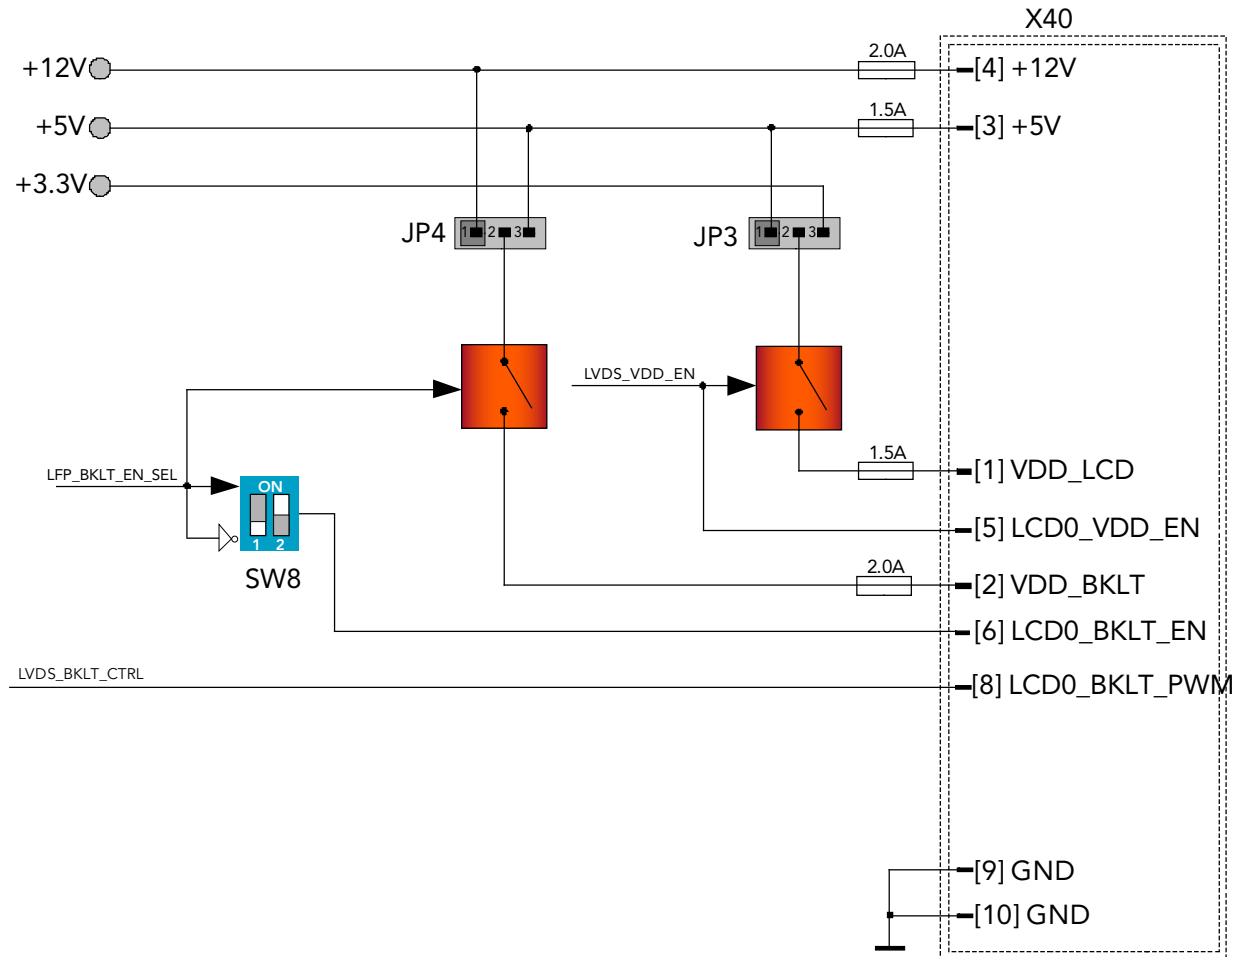 X40
2.0A
+12V
[4] +12V
1.5A
+5V
[3] +5V
+3.3V
JP4
1 2 3
JP3
1 2 3
LVDS_VDD_EN
1.5A
[1] VDD_LCD
LFP_BKLT_EN_SEL
ON
1 2
SW8
[5] LCD0_VDD_EN
2.0A
[2] VDD_BKLT
[6] LCD0_BKLT_EN
LVDS_BKLT_CTRL
[8] LCD0_BKLT_PWM
[9] GND
[10] GND